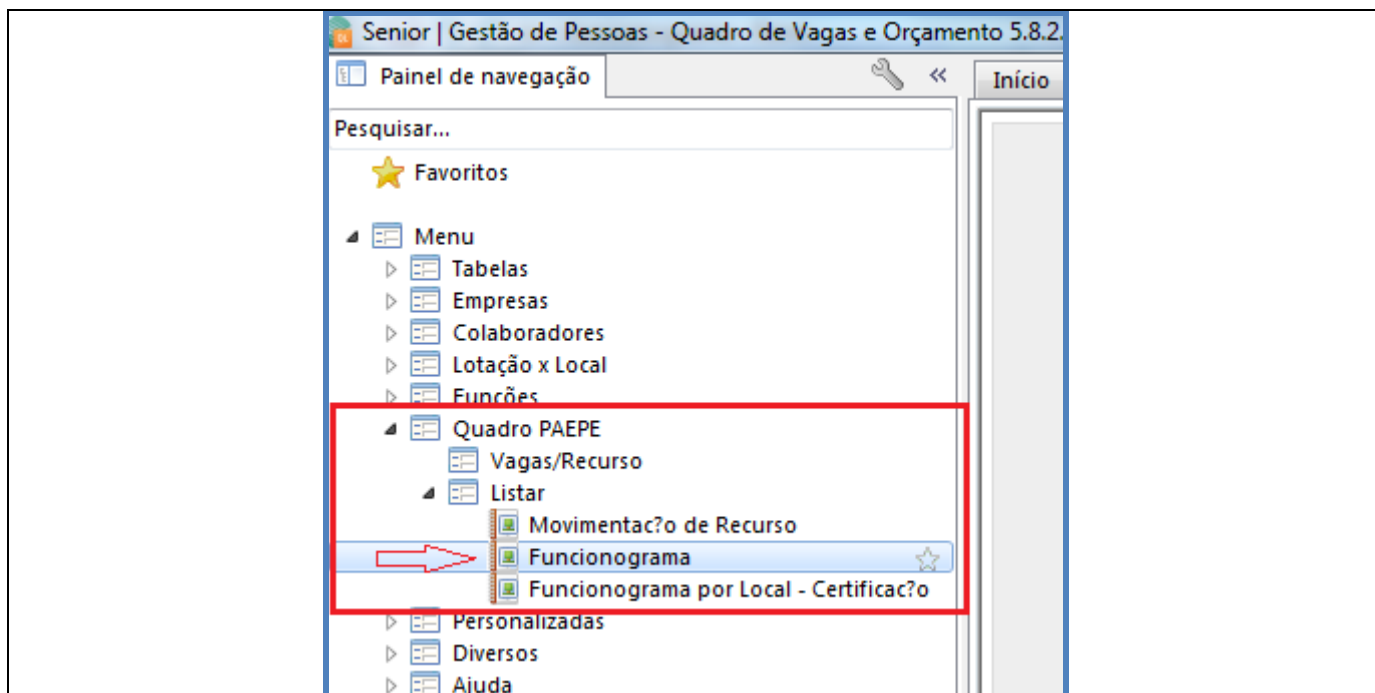 Senior | Gestão de Pessoas - Quadro de Vagas e Orçamento 5.8.2.
Painel de navegação
Início
Pesquisar...
Favoritos
Menu
Tabelas
Empresas
Colaboradores
Lotação x Local
Funções
Quadro PAEPE
Vagas/Recurso
Listar
Movimentac?o de Recurso
Funcionograma
Funcionograma por Local - Certificac?o
Personalizadas
Diversos
Ajuda